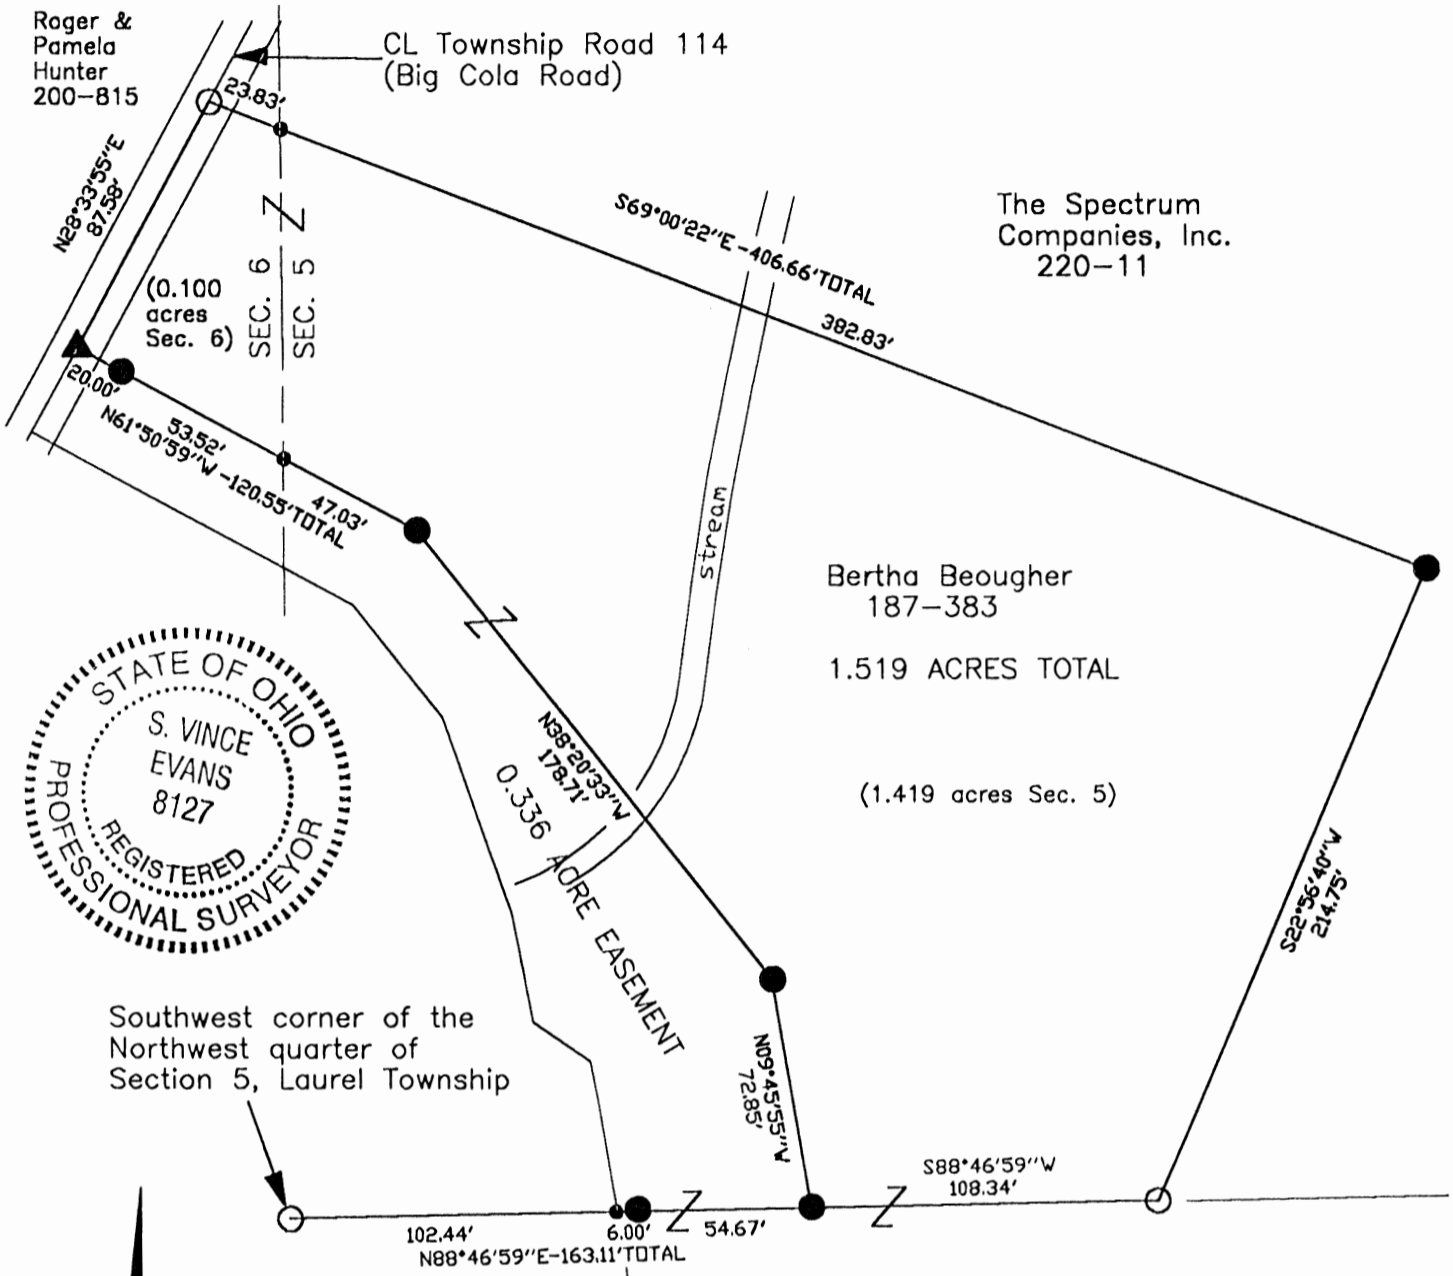 Roger &
Pamela
Hunter
200-815
CL Township Road 114
(Big Cola Road)
23.83'
N28°33'55"E
87.58'
S69°00'22"E -406.66'TOTAL
382.83'
The Spectrum
Companies, Inc.
220-11
(0.100
acres
Sec. 6)
SEC. 6
SEC. 5
20.00'
53.52'
N61°50'59"W -120.55'TOTAL
47.03'
stream
Bertha Beougher
187-383
1.519 ACRES TOTAL
(1.419 acres Sec. 5)
STATE OF OHIO
S. VINCE
EVANS
8127
REGISTERED
PROFESSIONAL SURVEYOR
N38°20'33"W
178.71'
0.336 ACRE EASEMENT
S22°56'40"W
214.75'
Southwest corner of the
Northwest quarter of
Section 5, Laurel Township
N09°45'55"W
72.85'
S88°46'59"W
108.34'
102.44'
6.00'
54.67'
N88°46'59"E-163.11'TOTAL